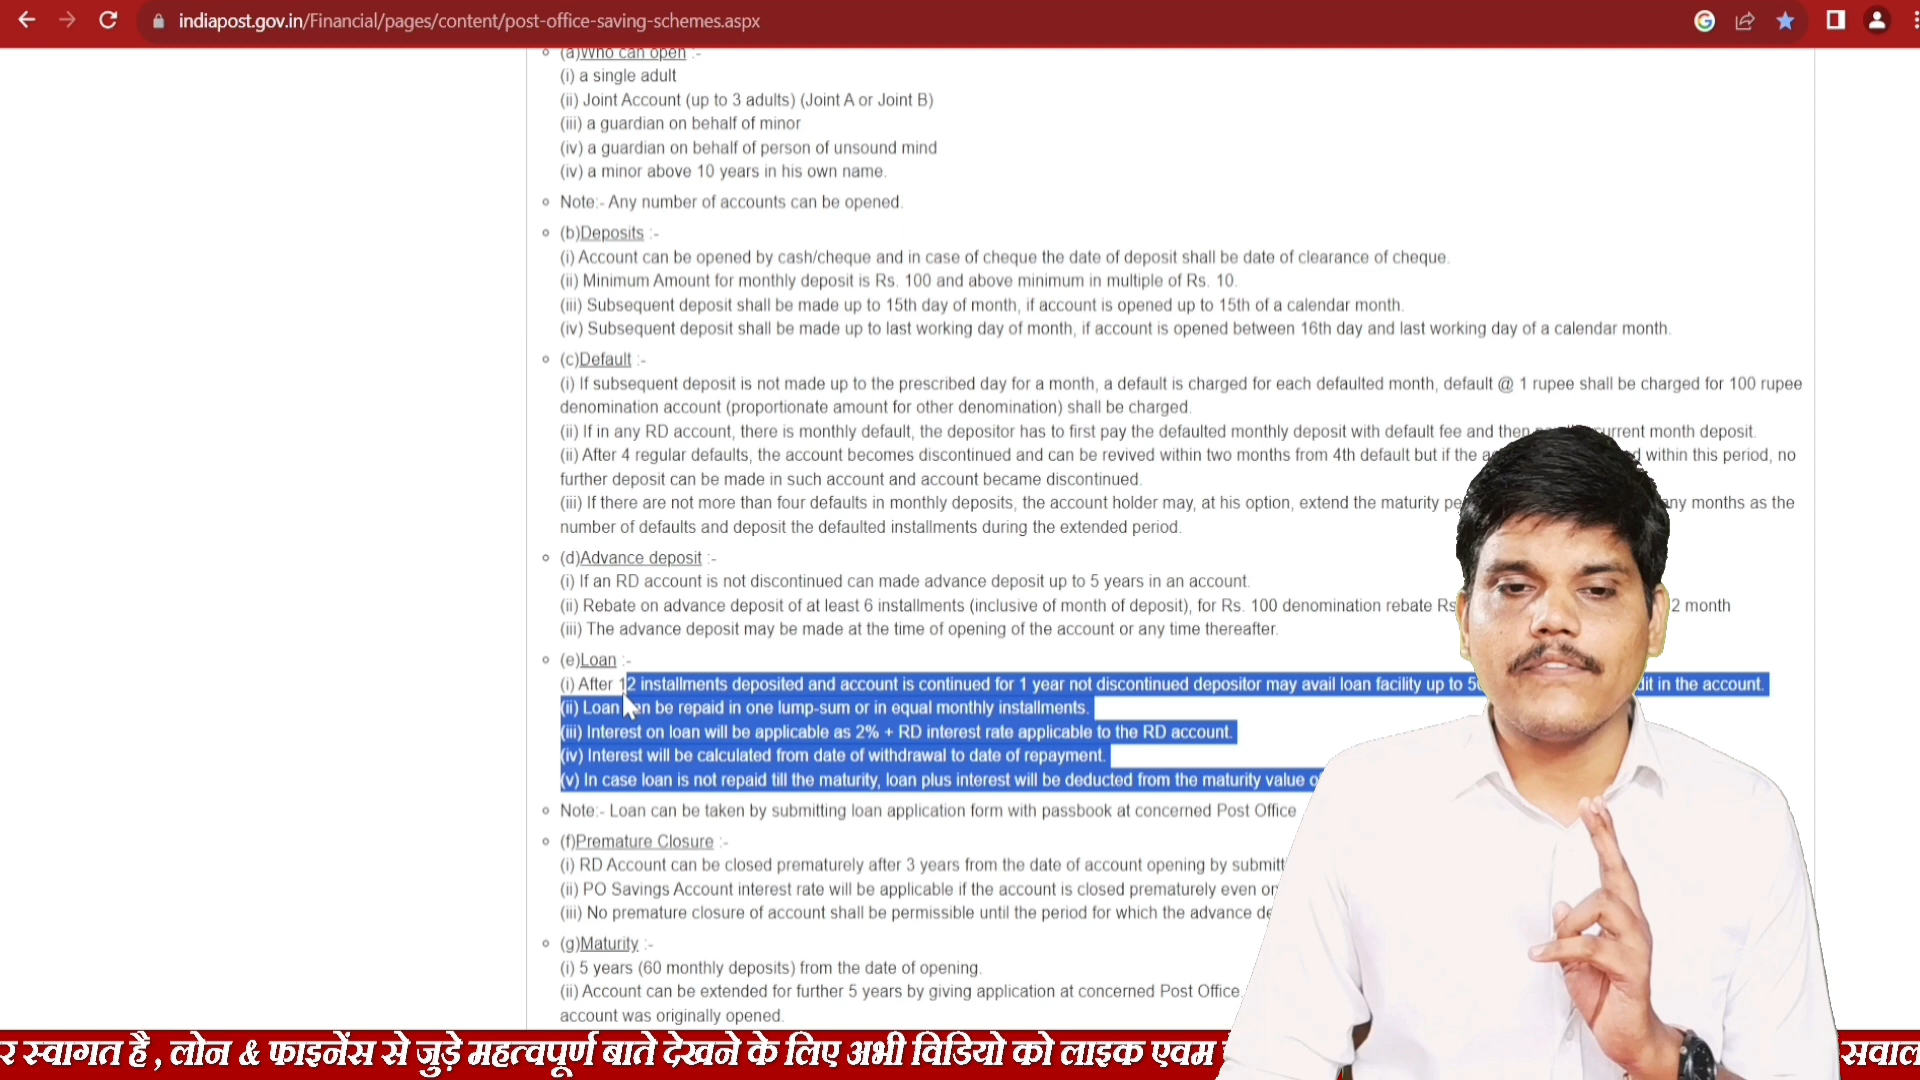 indiapost.gov.in/Financial/pages/content/post-office-saving-schemes.aspx
(a)Who can open :-
(i) a single adult
(ii) Joint Account (up to 3 adults) (Joint A or Joint B)
(iii) a guardian on behalf of minor
(iv) a guardian on behalf of person of unsound mind
(iv) a minor above 10 years in his own name.
Note:- Any number of accounts can be opened.
(b)Deposits :-
(i) Account can be opened by cash/cheque and in case of cheque the date of deposit shall be date of clearance of cheque.
(ii) Minimum Amount for monthly deposit is Rs. 100 and above minimum in multiple of Rs. 10.
(iii) Subsequent deposit shall be made up to 15th day of month, if account is opened up to 15th of a calendar month.
(iv) Subsequent deposit shall be made up to last working day of month, if account is opened between 16th day and last working day of a calendar month.
(c)Default :-
(i) If subsequent deposit is not made up to the prescribed day for a month, a default is charged for each defaulted month, default @ 1 rupee shall be charged for 100 rupee
denomination account (proportionate amount for other denomination) shall be charged.
(ii) If in any RD account, there is monthly default, the depositor has to first pay the defaulted monthly deposit with default fee and then current month deposit.
(ii) After 4 regular defaults, the account becomes discontinued and can be revived within two months from 4th default but if the within this period, no
further deposit can be made in such account and account became discontinued.
(iii) If there are not more than four defaults in monthly deposits, the account holder may, at his option, extend the maturity months as the
number of defaults and deposit the defaulted installments during the extended period.
(d)Advance deposit :-
(i) If an RD account is not discontinued can made advance deposit up to 5 years in an account.
(ii) Rebate on advance deposit of at least 6 installments (inclusive of month of deposit), for Rs. 100 denomination rebate month
(iii) The advance deposit may be made at the time of opening of the account or any time thereafter.
(e)Loan :-
(i) After 12 installments deposited and account is continued for 1 year not discontinued depositor may avail loan facility up to in the account.
(ii) Loan be repaid in one lump-sum or in equal monthly installments.
(iii) Interest on loan will be applicable as 2% + RD interest rate applicable to the RD account.
(iv) Interest will be calculated from date of withdrawal to date of repayment.
(v) In case loan is not repaid till the maturity, loan plus interest will be deducted from the maturity value
Note:- Loan can be taken by submitting loan application form with passbook at concerned Post Office
(f)Premature Closure :-
(i) RD Account can be closed prematurely after 3 years from the date of account opening by
(ii) PO Savings Account interest rate will be applicable if the account is closed prematurely even
(iii) No premature closure of account shall be permissible until the period for which the advance
(g)Maturity :-
(i) 5 years (60 monthly deposits) from the date of opening.
(ii) Account can be extended for further 5 years by giving application at concerned Post Office.
account was originally opened.
स्वागत है , लोन & फाइनेंस से जुड़े महत्वपूर्ण बाते देखने के लिए अभी विडियो को लाइक एवम सवाल